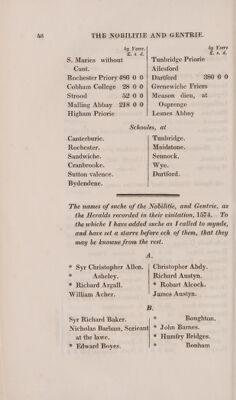 58 THE NOBILITIE AND GENTRIE.
by Yeere.
£. s. d.
S. Maries without
Cant.
Rochester Priory 486 0 0
Cobham College 28 0 0
Strood 52 0 0
Malling Abbay 218 0 0
Higham Priorie
by Yeere
£. s. d.
Tunbridge Priorie
Ailesford
Dartford 380 0 0
Grenewiche Friers
Meason dieu, at
Osprenge
Lesnes Abbay
Schooles, at
Canterburie.
Rochester.
Sandwiche.
Cranbrooke.
Sutton valence.
Bydendene.
Tunbridge.
Maidstone.
Sennock.
Wye.
Dartford.
The names of suche of the Nobilitie, and Gentrie, as
the Heralds recorded in their visitation, 1574. To
the whiche I have added suche as I called to mynde,
and have set a starre before eche of them, that they
may be knowne from the rest.
A.
* Syr Christopher Allen.
* Asheley.
* Richard Argall.
William Acher.
Christopher Abdy.
Richard Austyn.
* Robart Alcock.
James Austyn.
B.
Syr Richard Baker.
Nicholas Barham, Serieant
at the lawe.
* Edward Boyes.
* Boughton.
* John Barnes.
* Humfry Bridges.
* Bonham